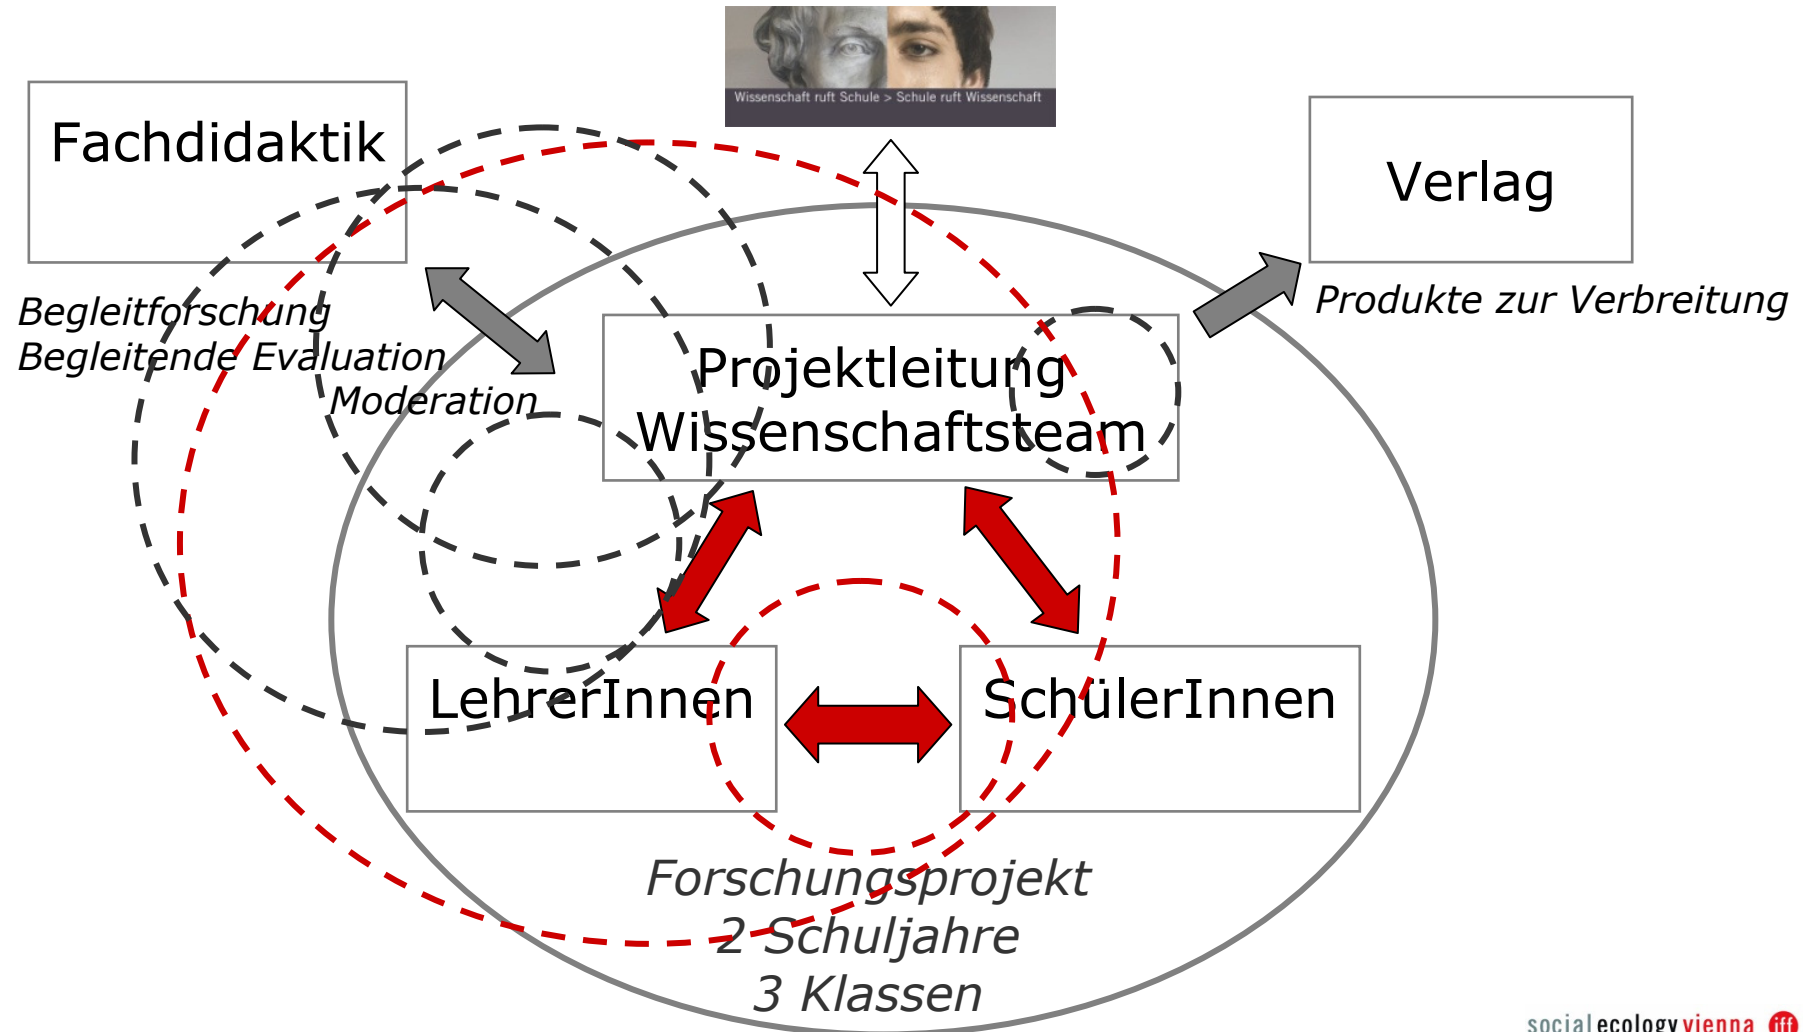 Wissenschaft ruft Schule > Schule ruft Wissenschaft
Fachdidaktik
Verlag
Begleitforschung
Begleitende Evaluation
Moderation
Produkte zur Verbreitung
Projektleitung
Wissenschaftsteam
LehrerInnen
SchülerInnen
Forschungsprojekt
2 Schuljahre
3 Klassen
social ecology vienna iff